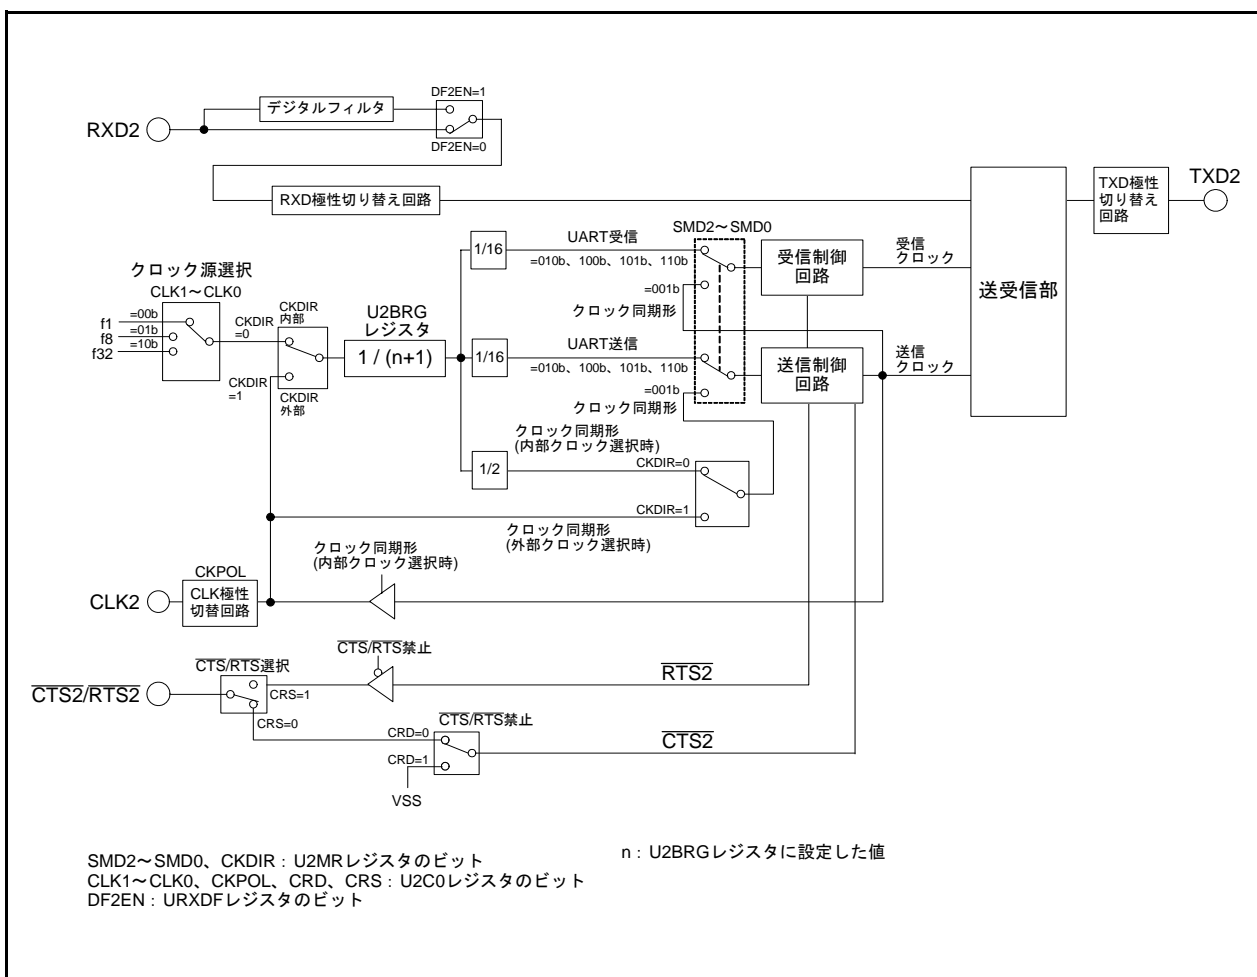 DF2EN=1
デジタルフィルタ
RXD2
DF2EN=0
RXD極性切り替え回路
TXD極性
切り替え
回路
TXD2
SMD2～SMD0
UART受信
1/16
=010b、100b、101b、110b
受信制御
回路
受信
クロック
送受信部
クロック源選択
CLK1～CLK0
=001b
クロック同期形
f1
=00b
f8
=01b
f32
=10b
CKDIR
=0
CKDIR
内部
CKDIR
=1
CKDIR
外部
U2BRG
レジスタ
1 / (n+1)
1/16
UART送信
=010b、100b、101b、110b
送信制御
回路
送信
クロック
=001b
クロック同期形
クロック同期形
(内部クロック選択時)
1/2
CKDIR=0
CKDIR=1
クロック同期形
(外部クロック選択時)
クロック同期形
(内部クロック選択時)
CKPOL
CLK2
CLK極性
切替回路
CTS/RTS禁止
CTS/RTS選択
RTS2
CTS2/RTS2
CRS=1
CRS=0
CTS/RTS禁止
CRD=0
CTS2
CRD=1
VSS
SMD2～SMD0、CKDIR：U2MRレジスタのビット
n：U2BRGレジスタに設定した値
CLK1～CLK0、CKPOL、CRD、CRS：U2C0レジスタのビット
DF2EN：URXDFレジスタのビット